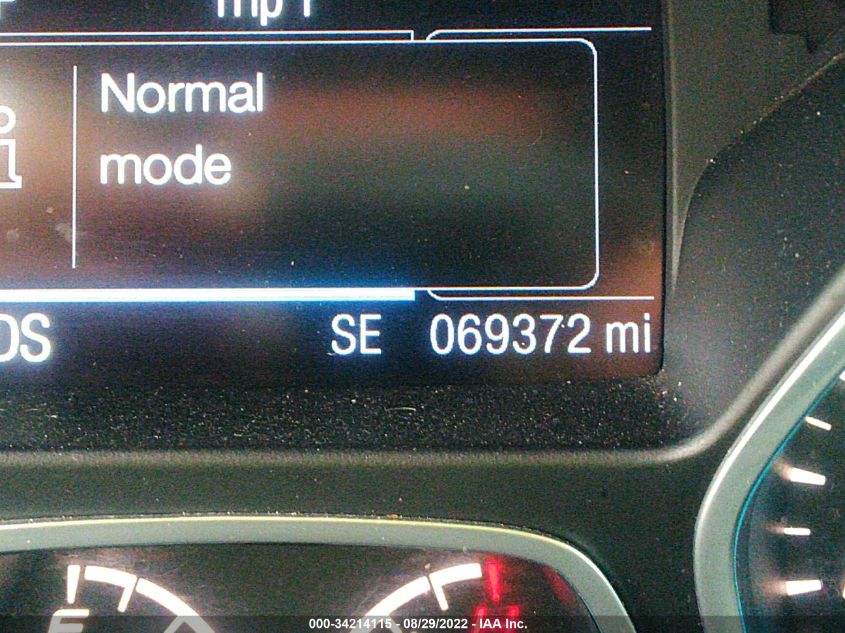 Normal
mode
SE 069372 mi
000-34214115 - 08/29/2022 - IAA Inc.